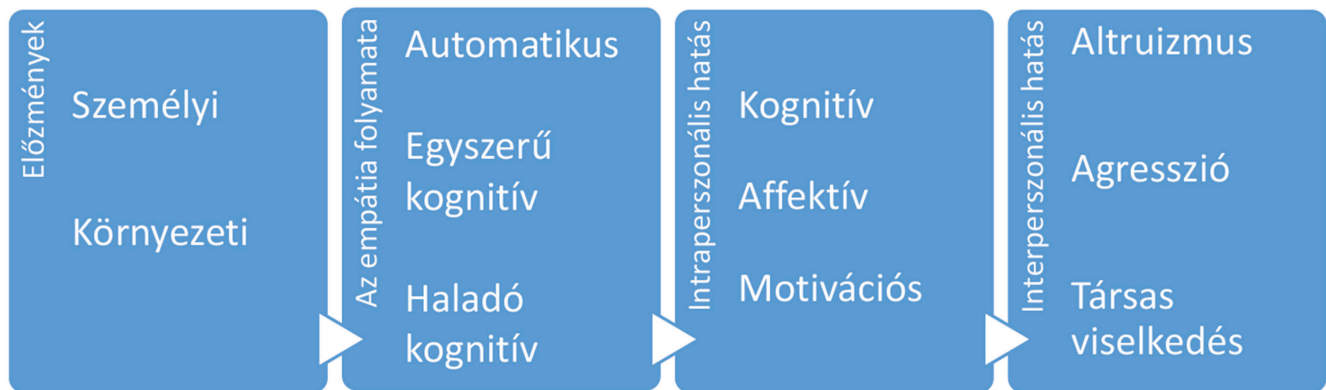 Előzmények
Személyi
Környezeti
Az empátia folyamata
Automatikus
Egyszerű
kognitív
Haladó
kognitív
Intraperszonális hatás
Kognitív
Affektív
Motivációs
Interperszonális hatás
Altruizmus
Agresszió
Társas
viselkedés